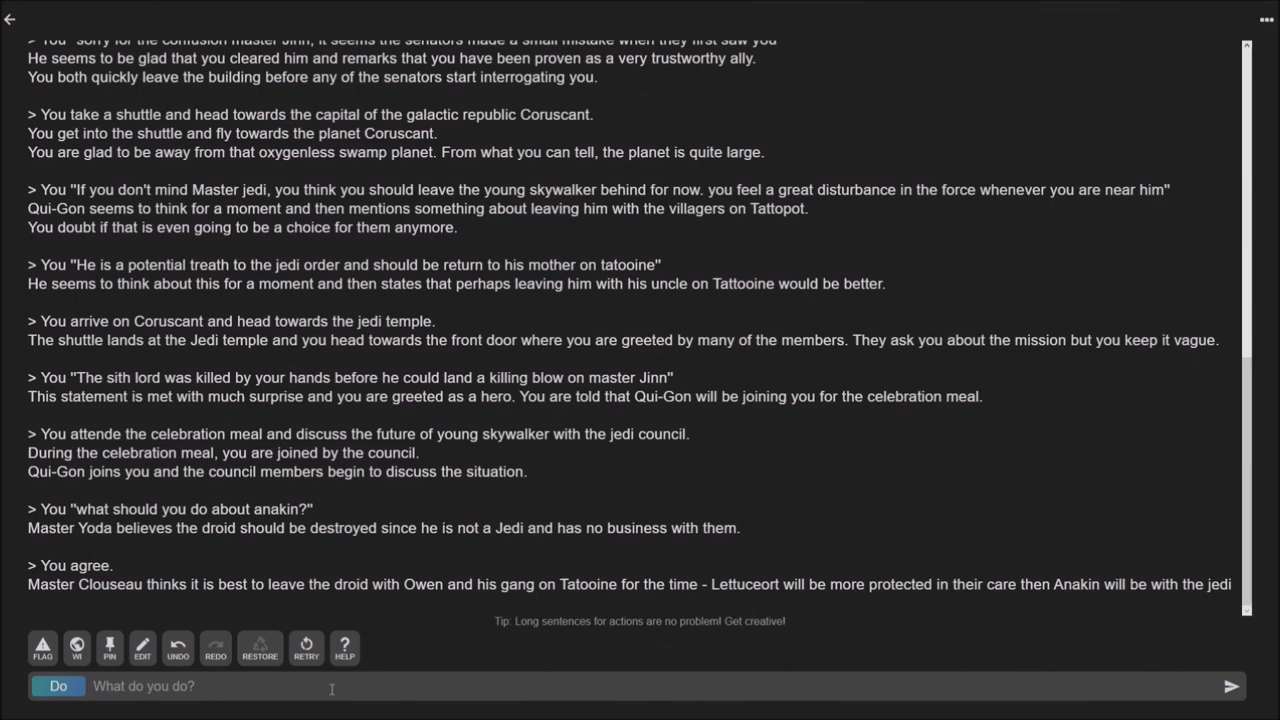 > You "sorry for the confusion master Jinn, it seems the senators made a small mistake when they first saw you
He seems to be glad that you cleared him and remarks that you have been proven as a very trustworthy ally.
You both quickly leave the building before any of the senators start interrogating you.
> You take a shuttle and head towards the capital of the galactic republic Coruscant.
You get into the shuttle and fly towards the planet Coruscant.
You are glad to be away from that oxygenless swamp planet. From what you can tell, the planet is quite large.
> You "If you don't mind Master jedi, you think you should leave the young skywalker behind for now. you feel a great disturbance in the force whenever you are near him"
Qui-Gon seems to think for a moment and then mentions something about leaving him with the villagers on Tattopot.
You doubt if that is even going to be a choice for them anymore.
> You "He is a potential treath to the jedi order and should be return to his mother on tatooine"
He seems to think about this for a moment and then states that perhaps leaving him with his uncle on Tattooine would be better.
> You arrive on Coruscant and head towards the jedi temple.
The shuttle lands at the Jedi temple and you head towards the front door where you are greeted by many of the members. They ask you about the mission but you keep it vague.
> You "The sith lord was killed by your hands before he could land a killing blow on master Jinn"
This statement is met with much surprise and you are greeted as a hero. You are told that Qui-Gon will be joining you for the celebration meal.
> You attende the celebration meal and discuss the future of young skywalker with the jedi council.
During the celebration meal, you are joined by the council.
Qui-Gon joins you and the council members begin to discuss the situation.
> You "what should you do about anakin?"
Master Yoda believes the droid should be destroyed since he is not a Jedi and has no business with them.
> You agree.
Master Clouseau thinks it is best to leave the droid with Owen and his gang on Tatooine for the time - Lettuceort will be more protected in their care then Anakin will be with the jedi
Tip: Long sentences for actions are no problem! Get creative!
FLAG WI PIN EDIT UNDO REDO RESTORE RETRY HELP
Do What do you do?